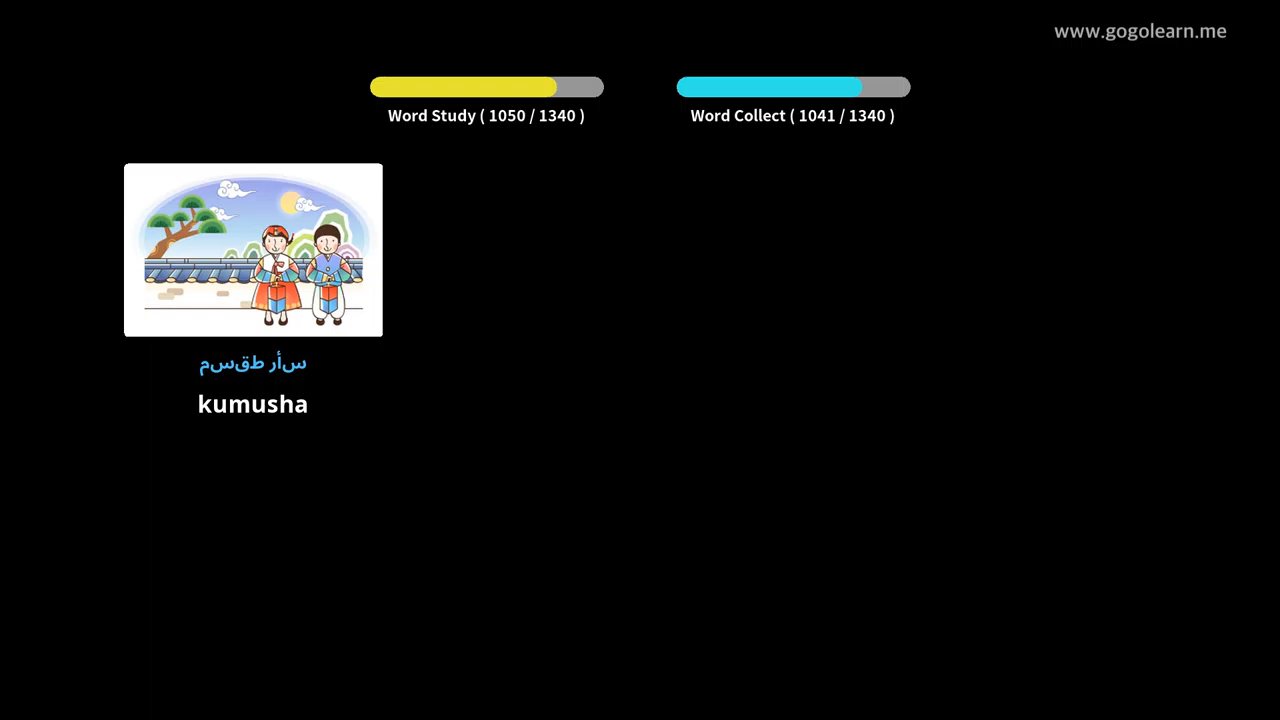 www.gogolearn.me
Word Study ( 1050 / 1340 )
Word Collect ( 1041 / 1340 )
سأر طقسم
kumusha